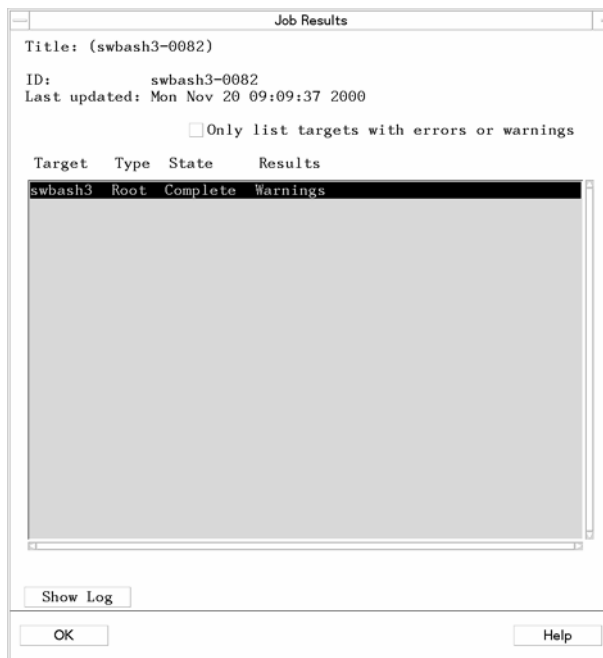 Job Results
Title: (swbash3-0082)
ID: swbash3-0082
Last updated: Mon Nov 20 09:09:37 2000
Only list targets with errors or warnings
Target Type State Results
swbash3 Root Complete Warnings
Show Log
OK Help